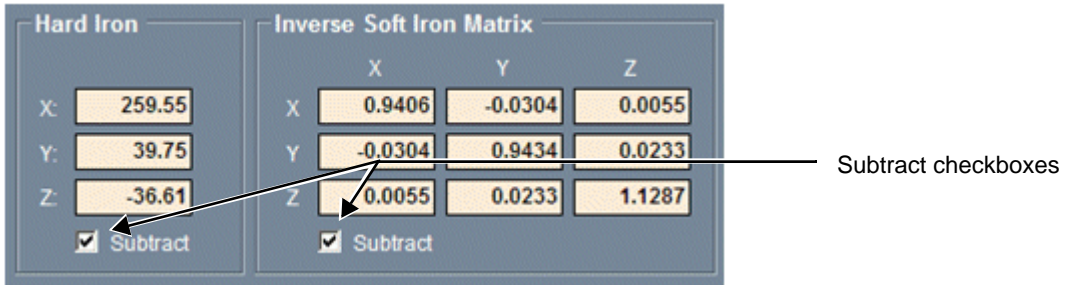 Hard Iron
X: 259.55
Y: 39.75
Z: -36.61
Subtract
Inverse Soft Iron Matrix
X Y Z
X 0.9406 -0.0304 0.0055
Y -0.0304 0.9434 0.0233
Z 0.0055 0.0233 1.1287
Subtract
Subtract checkboxes